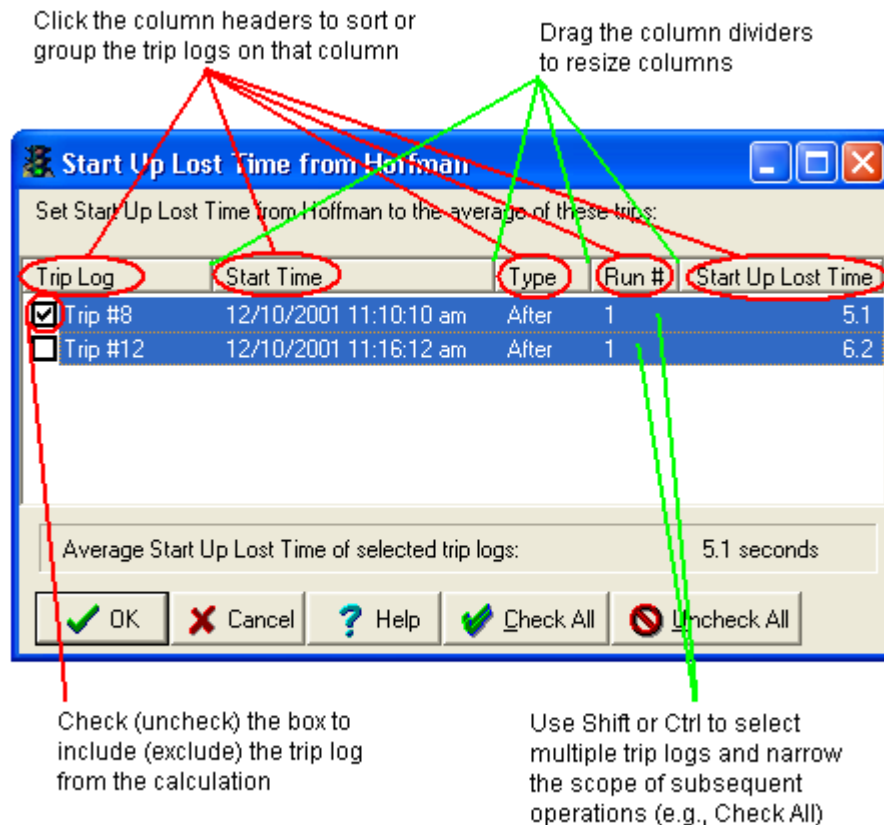 Click the column headers to sort or
group the trip logs on that column
Drag the column dividers
to resize columns
Start Up Lost Time from Hoffman
Set Start Up Lost Time from Hoffman to the average of these trips:
Trip Log Start Time Type Run # Start Up Lost Time
Trip #8 12/10/2001 11:10:10 am After 1 5.1
Trip #12 12/10/2001 11:16:12 am After 1 6.2
Average Start Up Lost Time of selected trip logs: 5.1 seconds
OK Cancel Help Check All Uncheck All
Check (uncheck) the box to
include (exclude) the trip log
from the calculation
Use Shift or Ctrl to select
multiple trip logs and narrow
the scope of subsequent
operations (e.g., Check All)